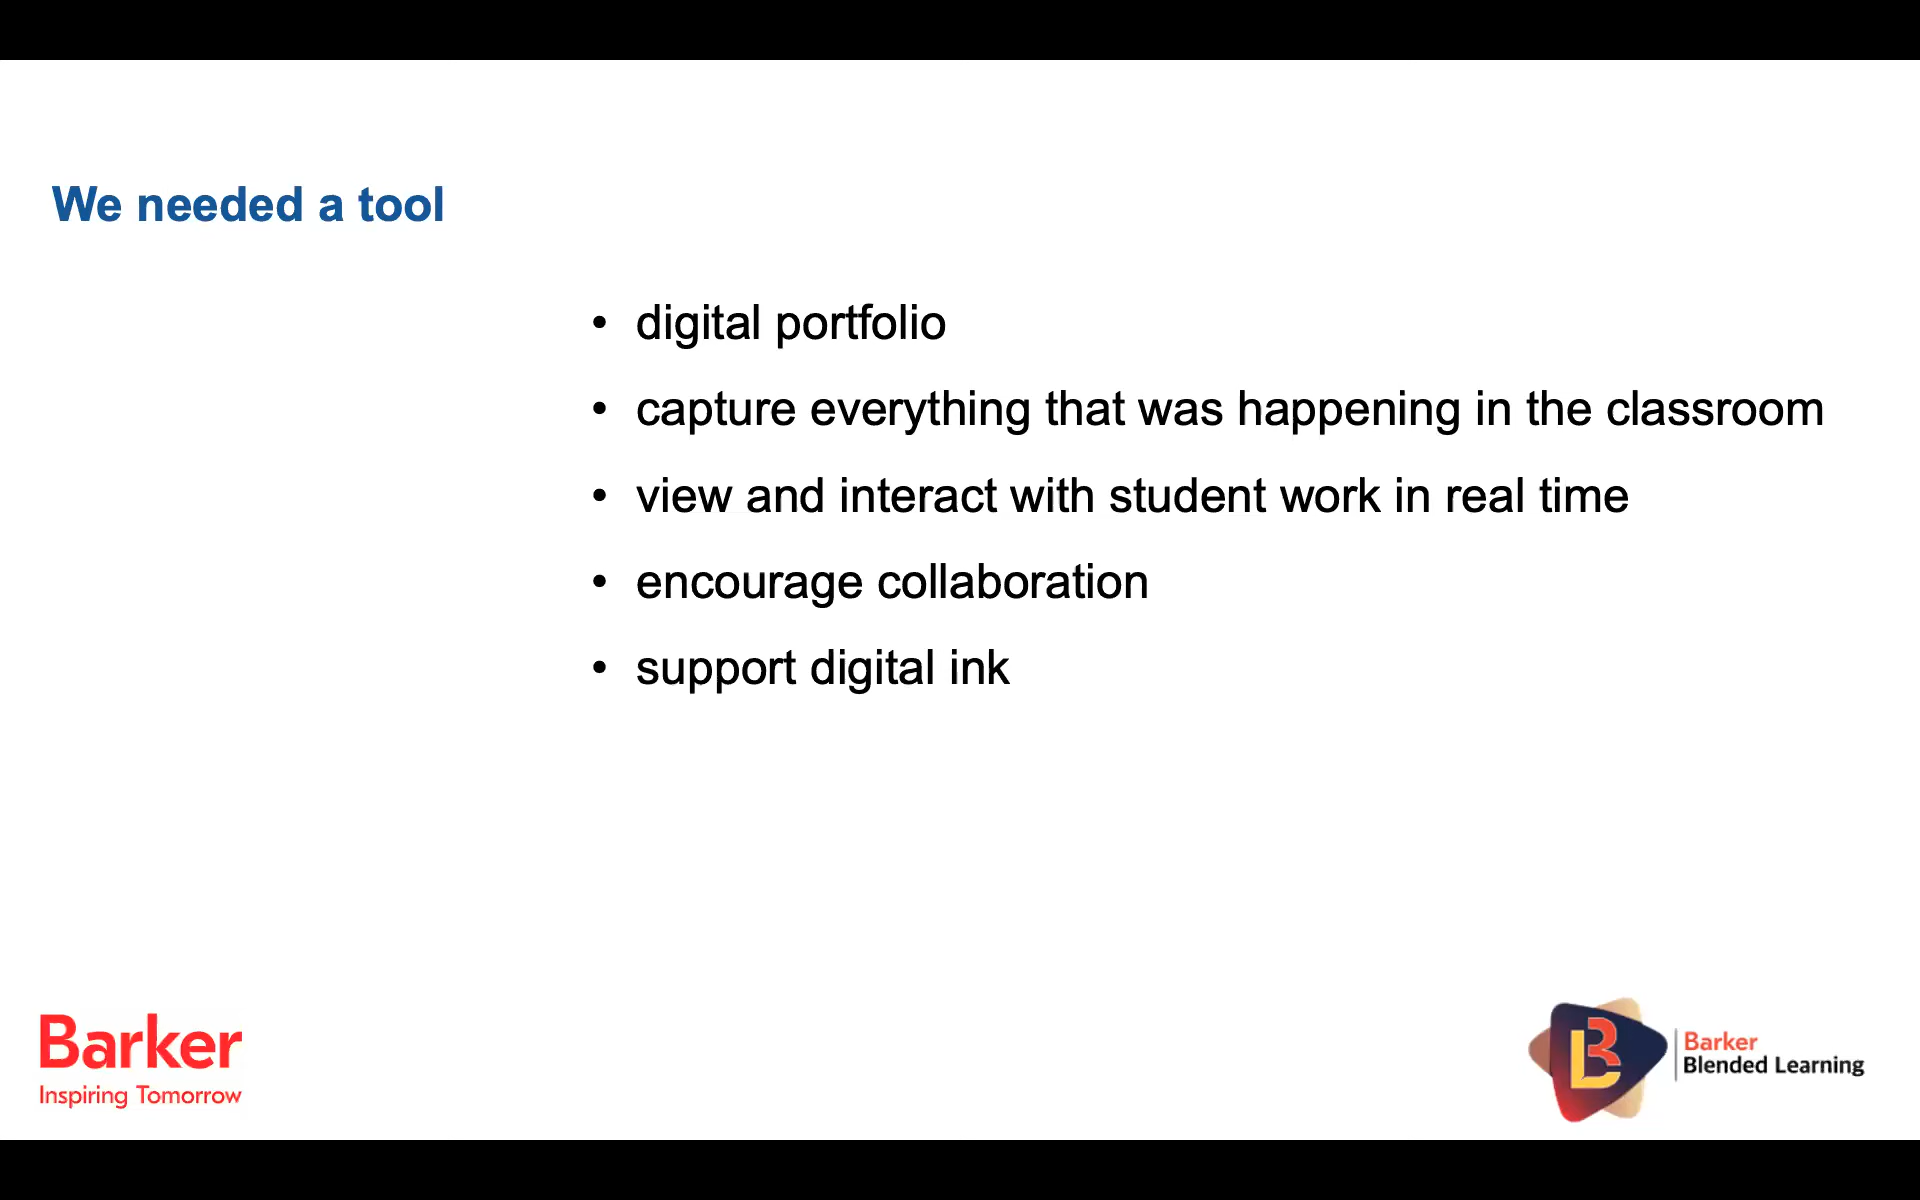 We needed a tool
• digital portfolio
• capture everything that was happening in the classroom
• view and interact with student work in real time
• encourage collaboration
• support digital ink
Barker
Inspiring Tomorrow
Barker
Blended Learning